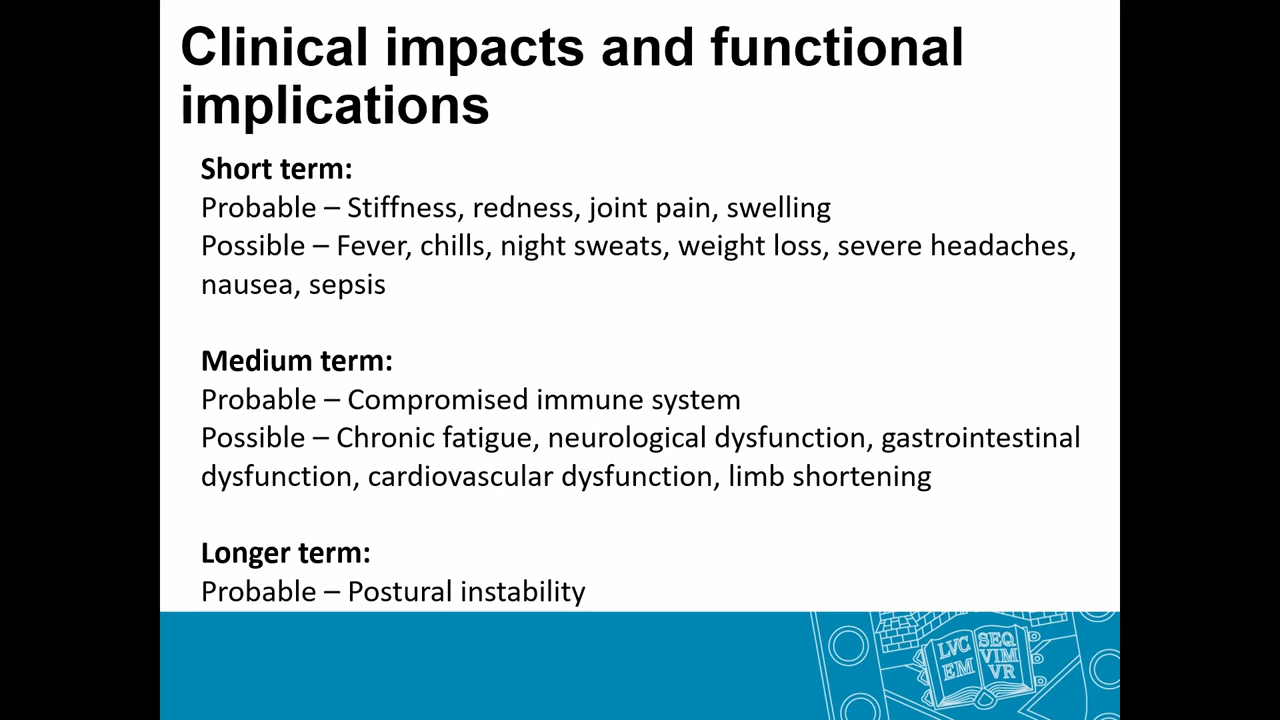 Clinical impacts and functional
implications
Short term:
Probable – Stiffness, redness, joint pain, swelling
Possible – Fever, chills, night sweats, weight loss, severe headaches,
nausea, sepsis
Medium term:
Probable – Compromised immune system
Possible – Chronic fatigue, neurological dysfunction, gastrointestinal
dysfunction, cardiovascular dysfunction, limb shortening
Longer term:
Probable – Postural instability
LVC SEQ
EM VIM
VR